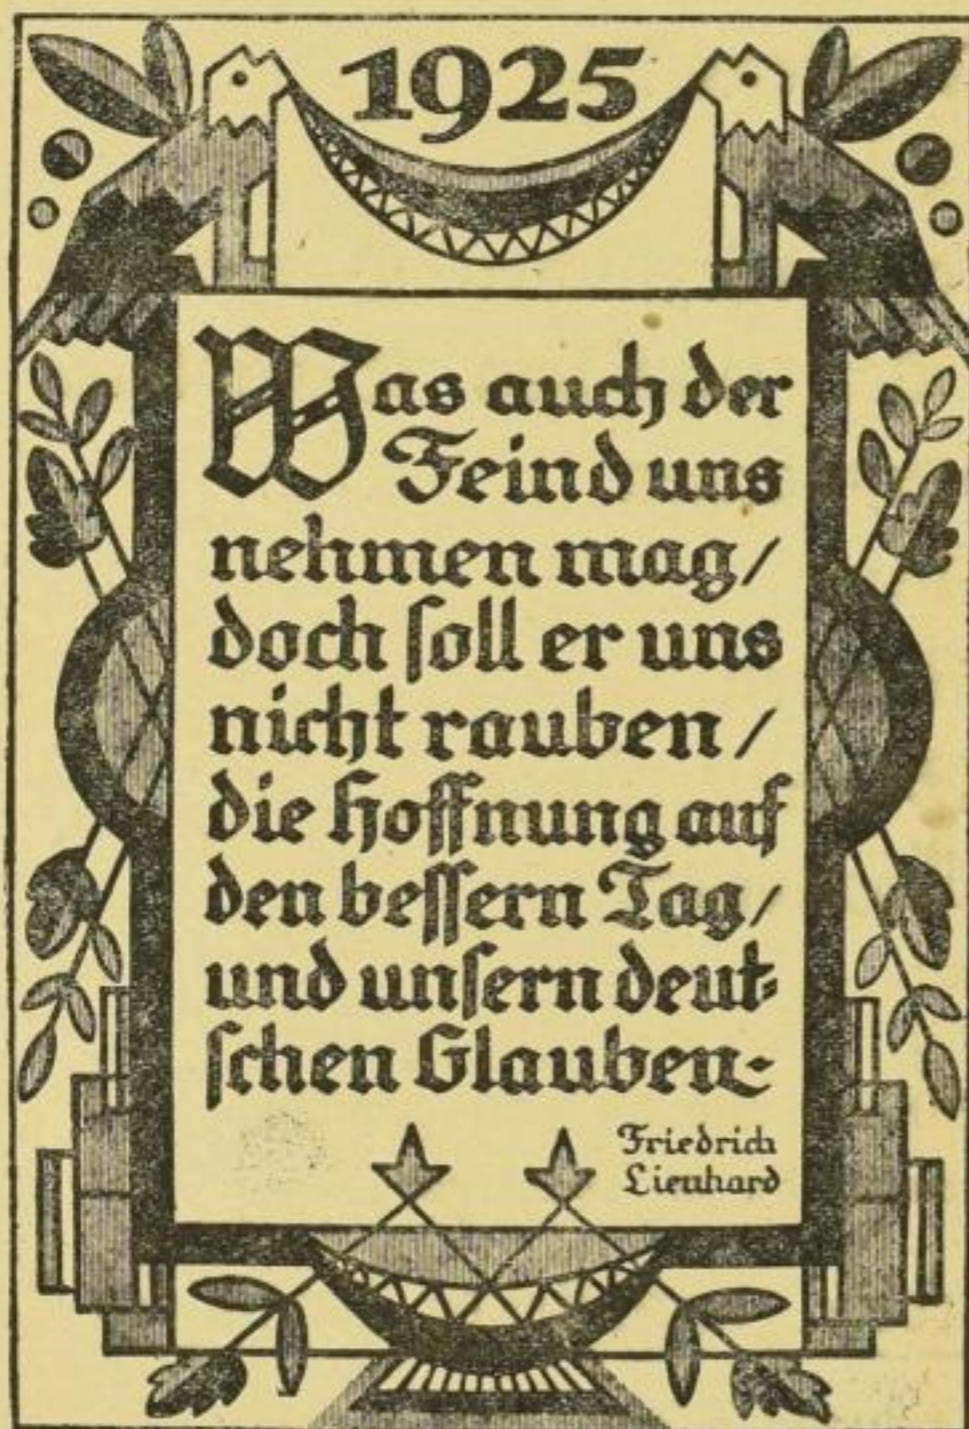 1925
Was auch der
Feind uns
nehmen mag/
doch soll er uns
nicht rauben/
die Hoffnung auf
den bessern Tag/
und unsern deut-
schen Glauben-
Friedrich
Lienhard